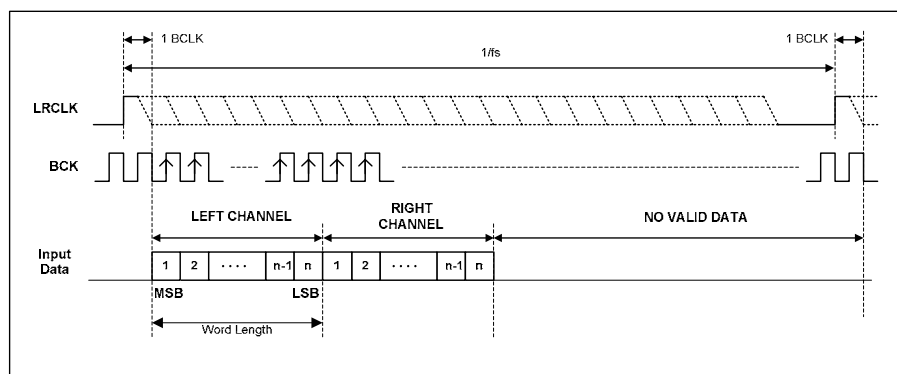 1 BCLK
1 BCLK
1/fs
LRCLK
BCK
LEFT CHANNEL
RIGHT
CHANNEL
NO VALID DATA
Input
Data
1 2 .... n-1 n 1 2 .... n-1 n
MSB
LSB
Word Length